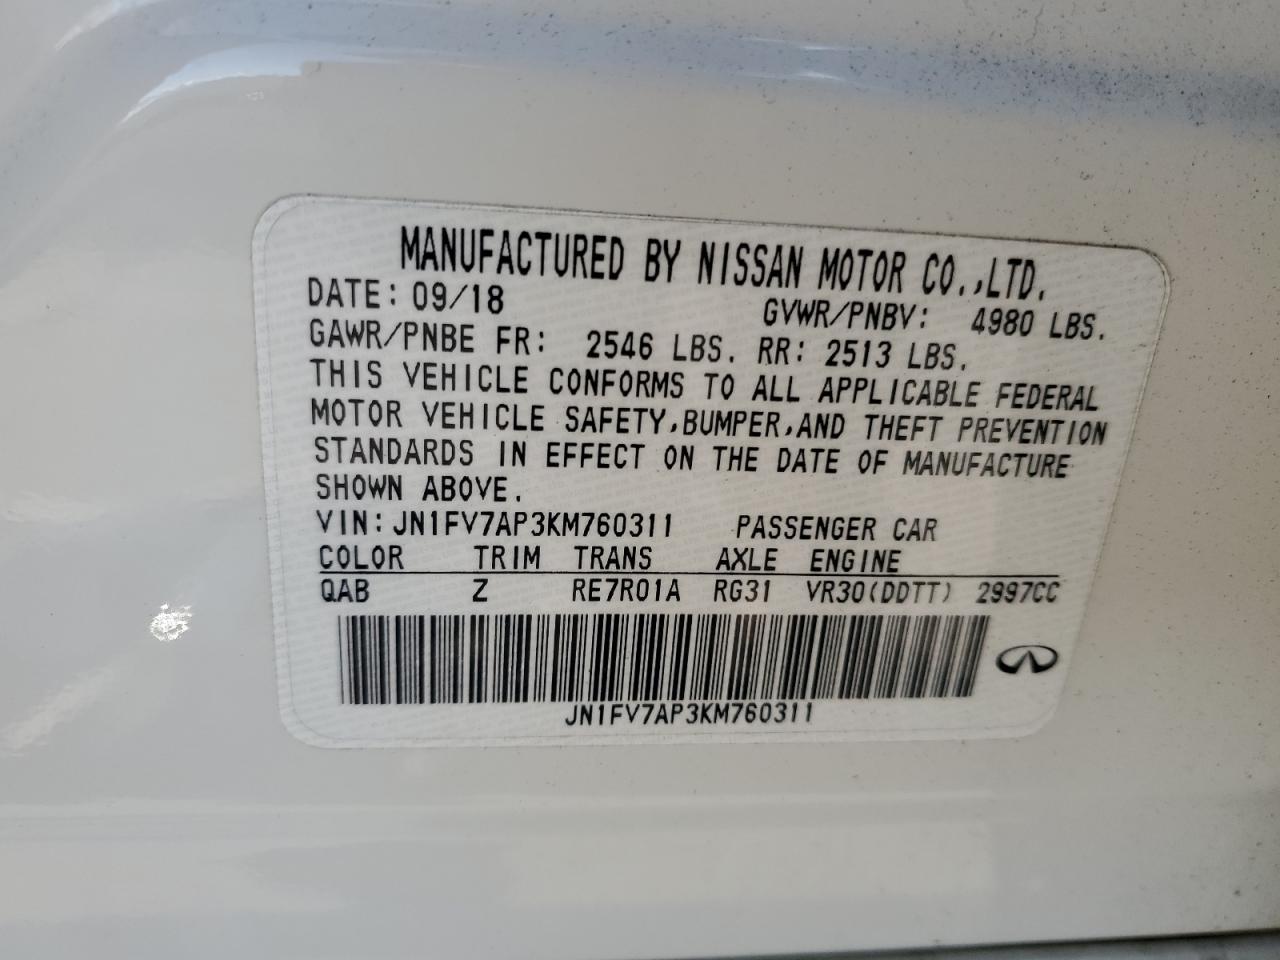 MANUFACTURED BY NISSAN MOTOR CO.,LTD.
DATE: 09/18 GVWR/PNBV: 4980 LBS.
GAWR/PNBE FR: 2546 LBS. RR: 2513 LBS.
THIS VEHICLE CONFORMS TO ALL APPLICABLE FEDERAL
MOTOR VEHICLE SAFETY,BUMPER,AND THEFT PREVENTION
STANDARDS IN EFFECT ON THE DATE OF MANUFACTURE
SHOWN ABOVE.
VIN: JN1FV7AP3KM760311 PASSENGER CAR
COLOR TRIM TRANS AXLE ENGINE
QAB Z RE7R01A RG31 VR30(DDTT) 2997CC
JN1FV7AP3KM760311